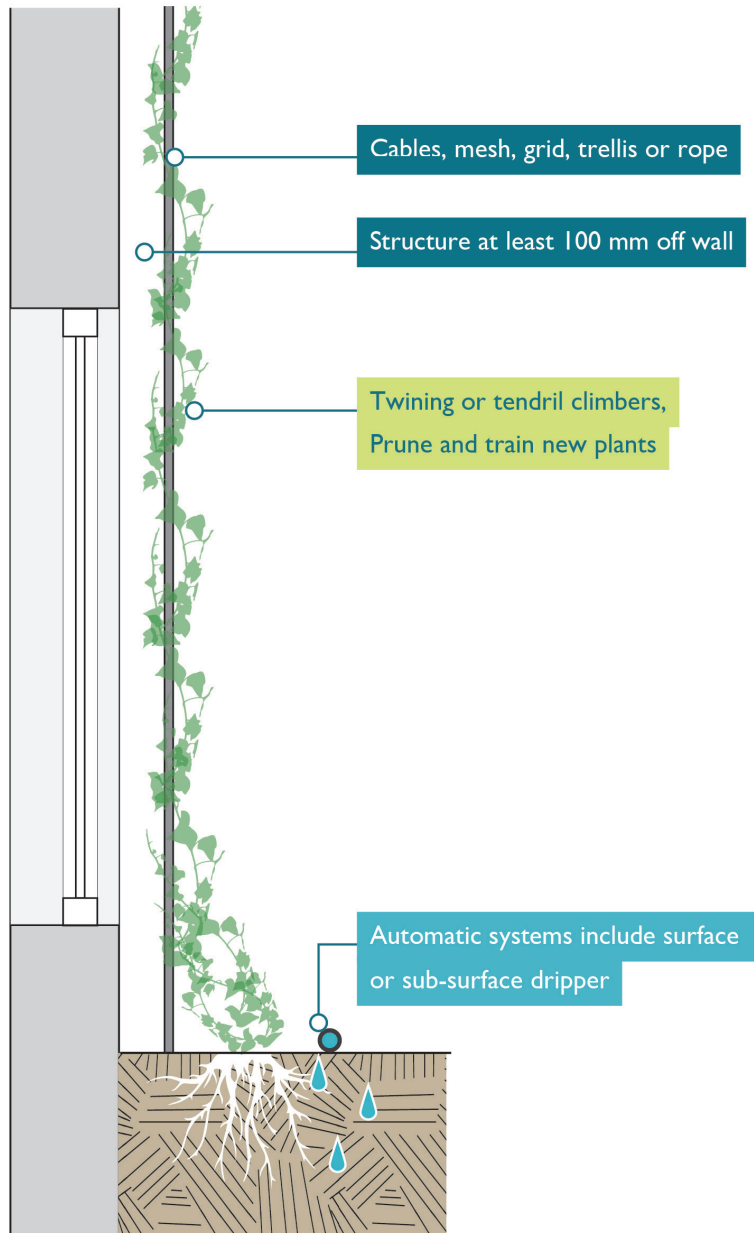 Cables, mesh, grid, trellis or rope
Structure at least 100 mm off wall
Twining or tendril climbers,
Prune and train new plants
Automatic systems include surface
or sub-surface dripper